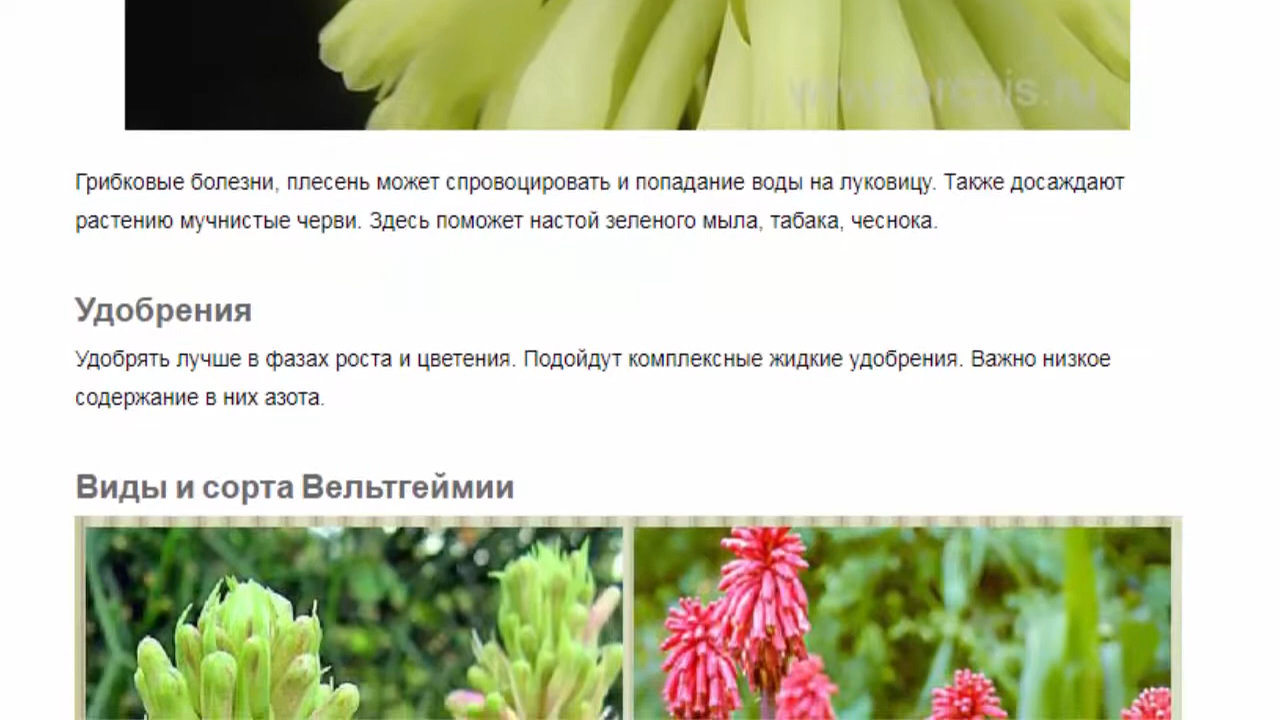 Грибковые болезни, плесень может спровоцировать и попадание воды на луковицу. Также досаждают
растению мучнистые черви. Здесь поможет настой зеленого мыла, табака, чеснока.
Удобрения
Удобрять лучше в фазах роста и цветения. Подойдут комплексные жидкие удобрения. Важно низкое
содержание в них азота.
Виды и сорта Вельтгеймии